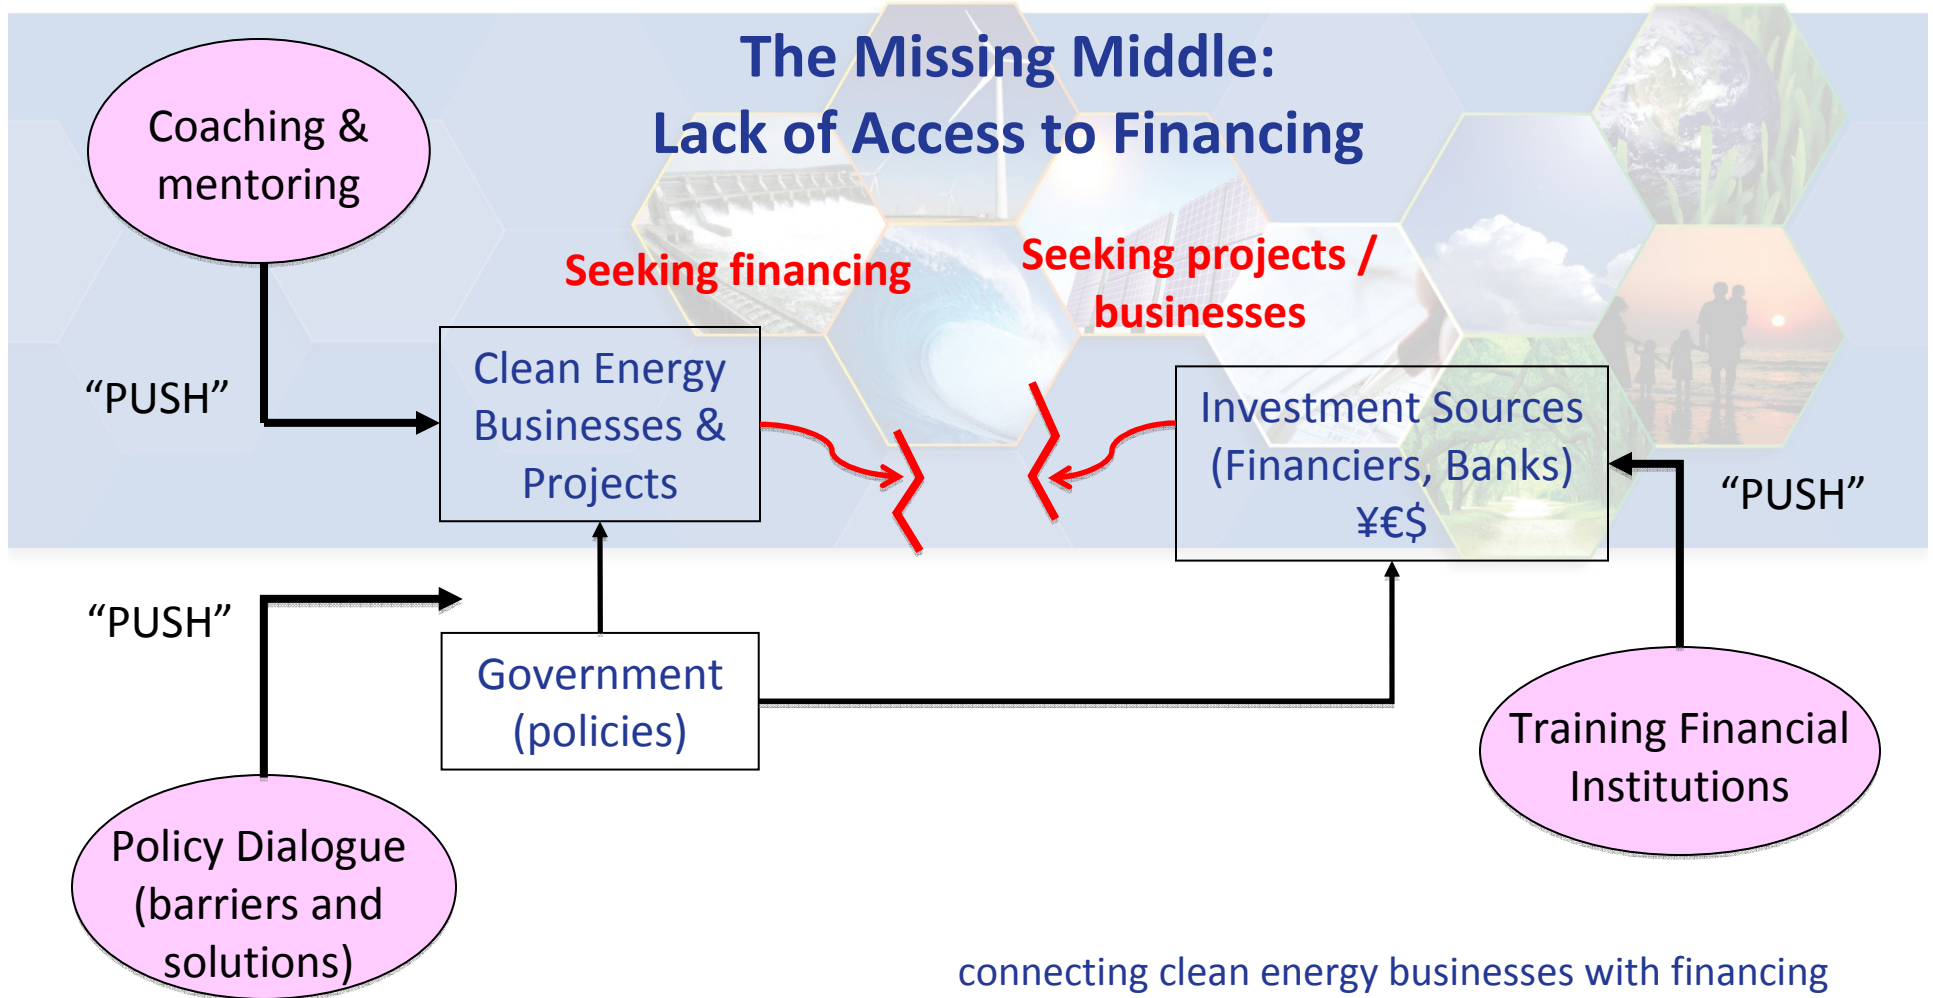 The Missing Middle:
Lack of Access to Financing
Coaching &
mentoring
Seeking financing
Seeking projects /
businesses
“PUSH”
Clean Energy
Businesses &
Projects
Investment Sources
(Financiers, Banks)
¥€$
“PUSH”
“PUSH”
Government
(policies)
Training Financial
Institutions
Policy Dialogue
(barriers and
solutions)
connecting clean energy businesses with financing